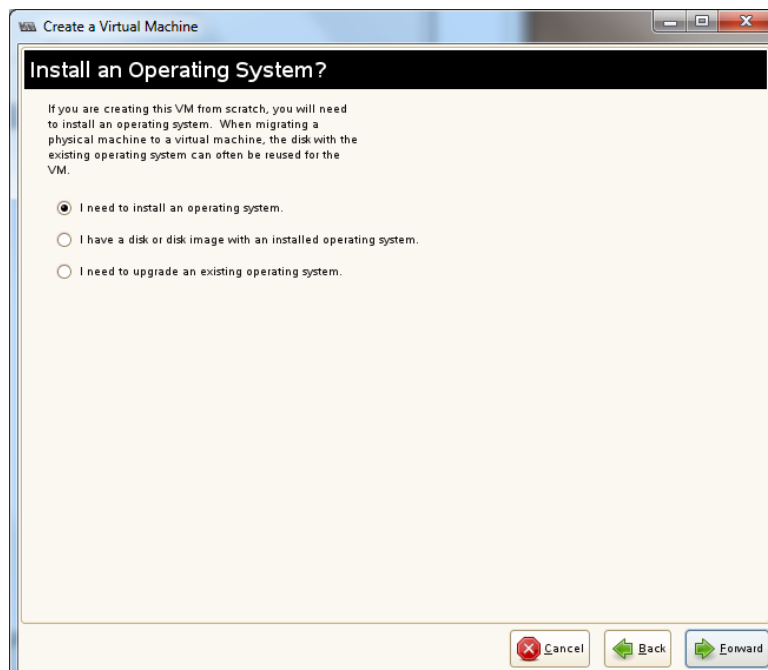 Create a Virtual Machine
Install an Operating System?
If you are creating this VM from scratch, you will need
to install an operating system. When migrating a
physical machine to a virtual machine, the disk with the
existing operating system can often be reused for the
VM.
I need to install an operating system.
I have a disk or disk image with an installed operating system.
I need to upgrade an existing operating system.
Cancel
Back
Forward